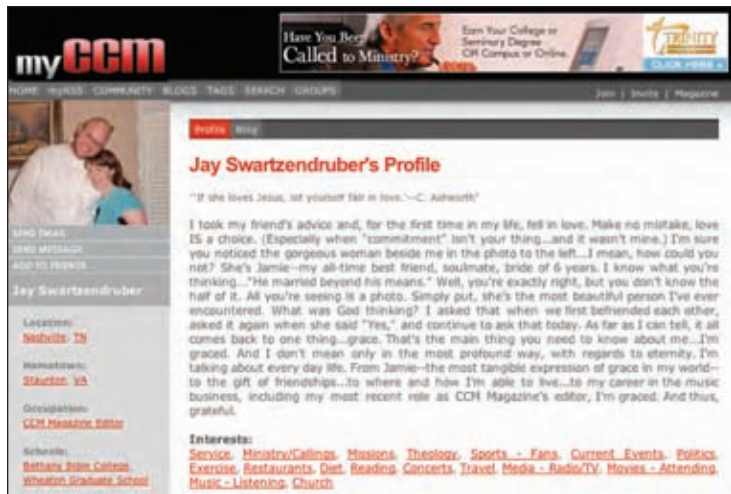 Have You Been
Called to Ministry?
Earn Your College or
Seminary Degree
On Campus or Online.
TRINITY
CLICK HERE »
myCCM
HOME myRSS COMMUNITY BLOGS TAGS SEARCH GROUPS
Join | Invite | Magazine
Profile Blog
Jay Swartzendruber's Profile
"'If she loves Jesus, let yourself fall in love.'--C. Ashworth"
I took my friend's advice and, for the first time in my life, fell in love. Make no mistake, love
IS a choice. (Especially when "commitment" isn't your thing...and it wasn't mine.) I'm sure
you noticed the gorgeous woman beside me in the photo to the left...I mean, how could you
not? She's Jamie--my all-time best friend, soulmate, bride of 6 years. I know what you're
thinking..."He married beyond his means." Well, you're exactly right, but you don't know the
half of it. All you're seeing is a photo. Simply put, she's the most beautiful person I've ever
encountered. What was God thinking? I asked that when we first befriended each other,
asked it again when she said "Yes," and continue to ask that today. As far as I can tell, it all
comes back to one thing...grace. That's the main thing you need to know about me...I'm
graced. And I don't mean only in the most profound way, with regards to eternity. I'm
talking about every day life. From Jamie--the most tangible expression of grace in my world--
to the gift of friendships...to where and how I'm able to live...to my career in the music
business, including my most recent role as CCM Magazine's editor, I'm graced. And thus,
grateful.
Interests:
Service, Ministry/Callings, Missions, Theology, Sports - Fans, Current Events, Politics,
Exercise, Restaurants, Diet, Reading, Concerts, Travel, Media - Radio/TV, Movies - Attending,
Music - Listening, Church
SEND EMAIL
SEND MESSAGE
ADD TO FRIENDS
Jay Swartzendruber
Location:
Nashville, TN
Hometown:
Staunton, VA
Occupation:
CCM Magazine Editor
Schools:
Bethany Bible College,
Wheaton Graduate School